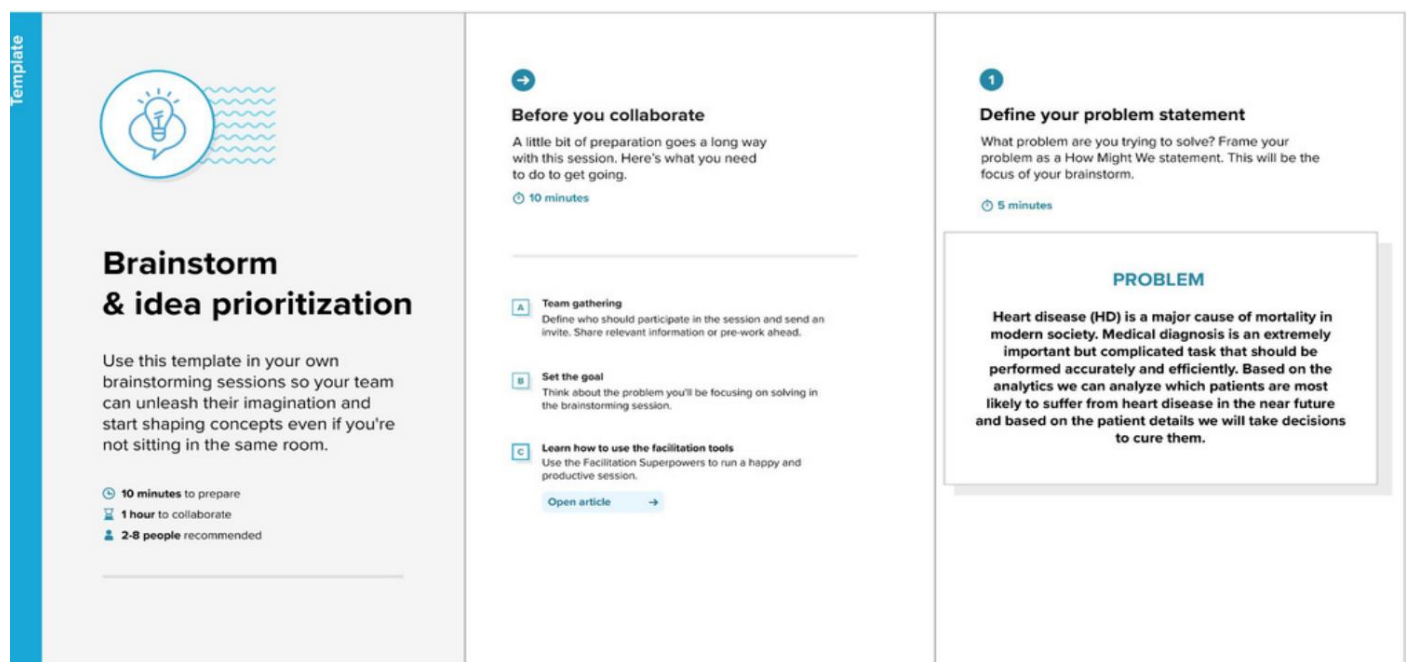 Template
Brainstorm
& idea prioritization
Use this template in your own
brainstorming sessions so your team
can unleash their imagination and
start shaping concepts even if you're
not sitting in the same room.
10 minutes to prepare
1 hour to collaborate
2-8 people recommended
Before you collaborate
A little bit of preparation goes a long way
with this session. Here's what you need
to do to get going.
10 minutes
A
Team gathering
Define who should participate in the session and send an
invite. Share relevant information or pre-work ahead.
B
Set the goal
Think about the problem you'll be focusing on solving in
the brainstorming session.
C
Learn how to use the facilitation tools
Use the Facilitation Superpowers to run a happy and
productive session.
Open article
1
Define your problem statement
What problem are you trying to solve? Frame your
problem as a How Might We statement. This will be the
focus of your brainstorm.
5 minutes
PROBLEM
Heart disease (HD) is a major cause of mortality in
modern society. Medical diagnosis is an extremely
important but complicated task that should be
performed accurately and efficiently. Based on the
analytics we can analyze which patients are most
likely to suffer from heart disease in the near future
and based on the patient details we will take decisions
to cure them.